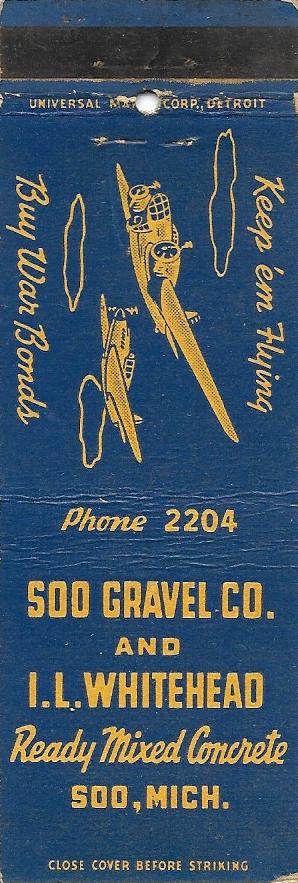 UNIVERSAL CORP., DETROIT
Keep 'em Flying
Buy War Bonds
Phone 2204
SOO GRAVEL CO.
AND
I.L. WHITEHEAD
Ready Mixed Concrete
SOO, MICH.
CLOSE COVER BEFORE STRIKING